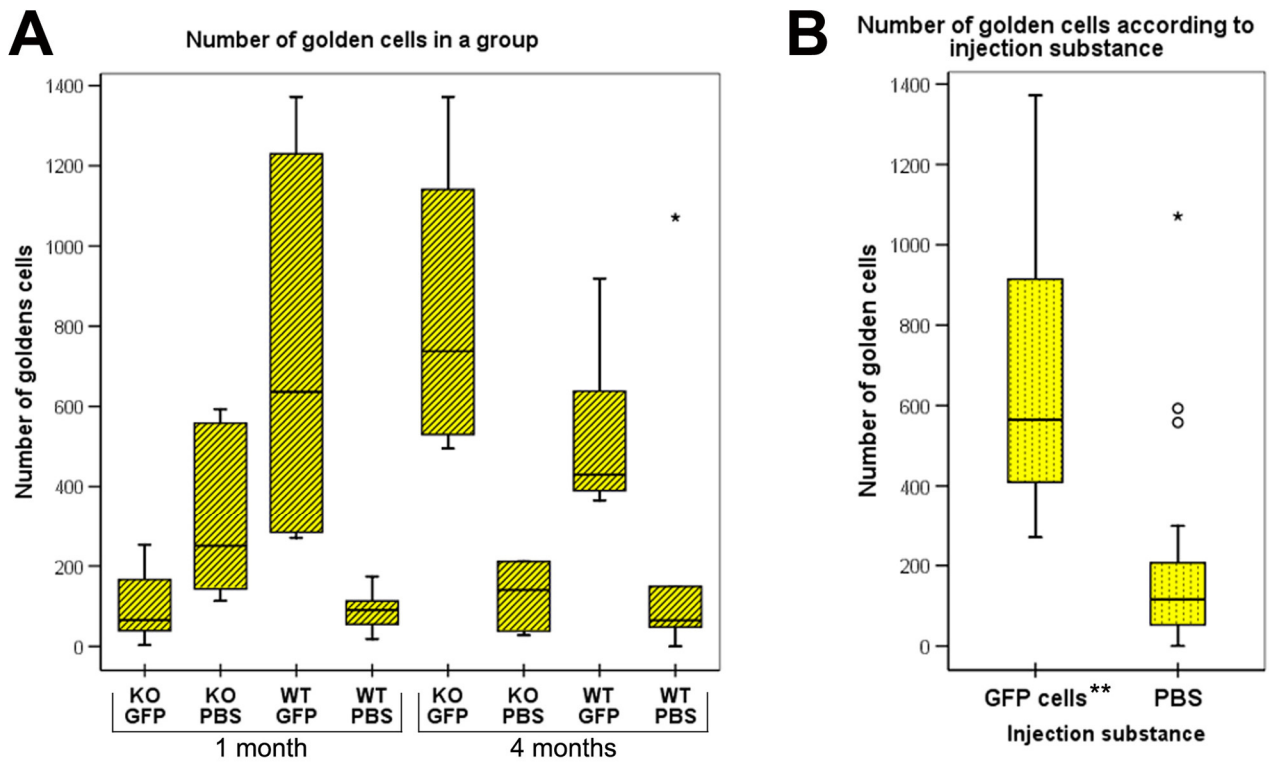 A
Number of golden cells in a group
Number of goldens cells
1400
1200
1000
800
600
400
200
0
*
KO GFP
KO PBS
WT GFP
WT PBS
KO GFP
KO PBS
WT GFP
WT PBS
1 month
4 months
B
Number of golden cells according to
injection substance
Number of golden cells
1400
1200
1000
800
600
400
200
0
*
GFP cells**
PBS
Injection substance